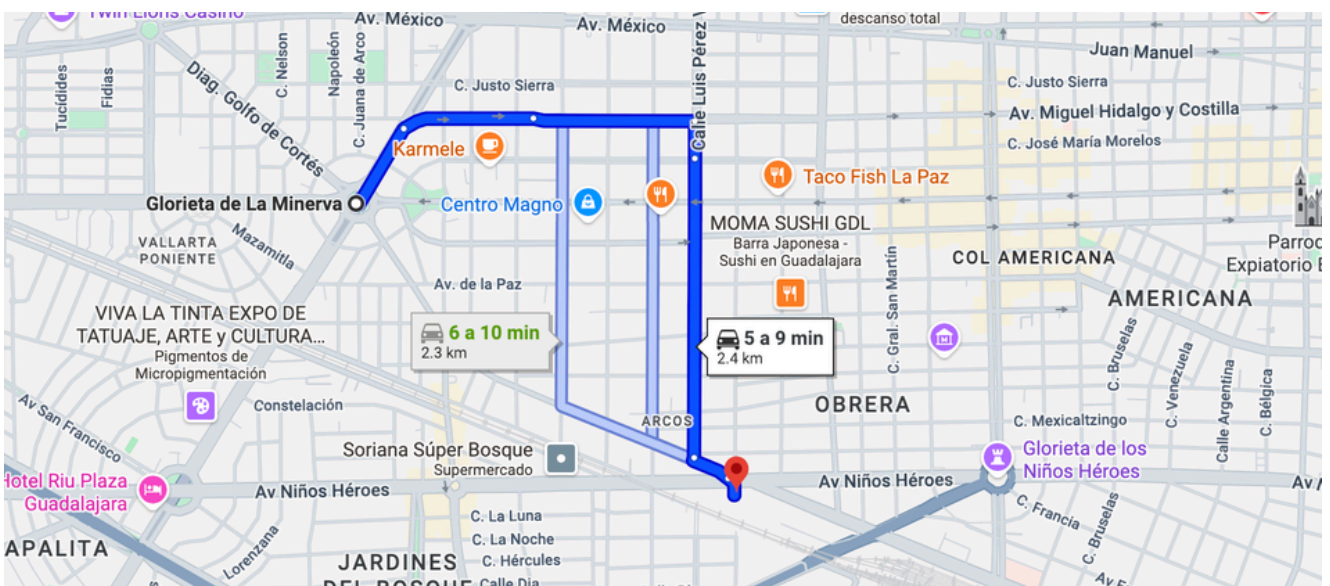 Twin Lions Casino
Av. México
Av. México
descanso total
Av. México
Juan Manuel
Tucídides
Fidias
Diag. Golfo de Cortés
C. Nelson
Napoleón
C. Juana de Arco
C. Justo Sierra
Calle Luis Pérez V
C. Justo Sierra
Av. Miguel Hidalgo y Costilla
C. José María Morelos
Karmele
Taco Fish La Paz
Glorieta de La Minerva
Centro Magno
MOMA SUSHI GDL
Barra Japonesa -
Sushi en Guadalajara
VALLARTA
PONIENTE
Mazamitla
Av. de la Paz
C. Gral. San Martín
COL AMERICANA
Parroq
Expiatorio E
AMERICANA
VIVA LA TINTA EXPO DE
TATUAJE, ARTE y CULTURA...
Pigmentos de
Micropigmentación
6 a 10 min
2.3 km
5 a 9 min
2.4 km
C. Bruselas
C. Venezuela
Calle Argentina
C. Bélgica
Av San Francisco
Constelación
ARCOS
OBRERA
C. Mexicaltzingo
Soriana Súper Bosque
Supermercado
Glorieta de los
Niños Héroes
Hotel Riu Plaza
Guadalajara
Av Niños Héroes
Av Niños Héroes
Av N
APALITA
Lorenzana
C. La Luna
C. La Noche
C. Hércules
Calle Dia
JARDINES
DEL BOSQUE
C. Francia
C. Bruselas